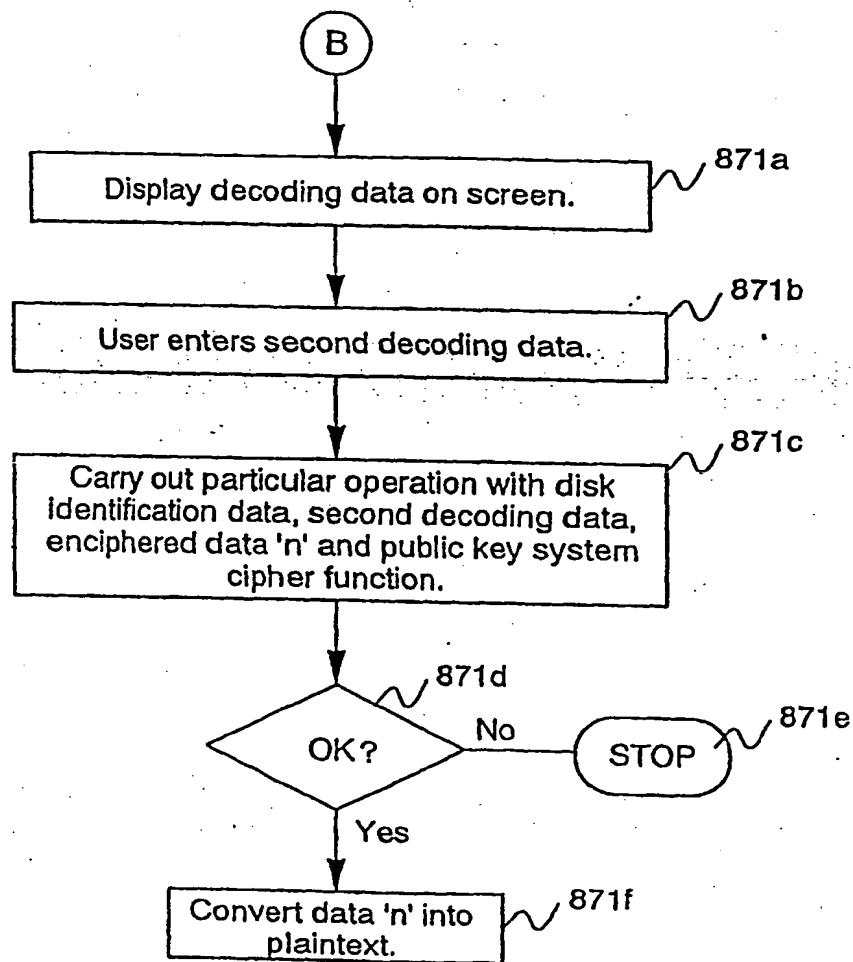 B
871a
Display decoding data on screen.
871b
User enters second decoding data.
871c
Carry out particular operation with disk
identification data, second decoding data,
enciphered data 'n' and public key system
cipher function.
871d
OK?
No
871e
STOP
Yes
871f
Convert data 'n' into
plaintext.